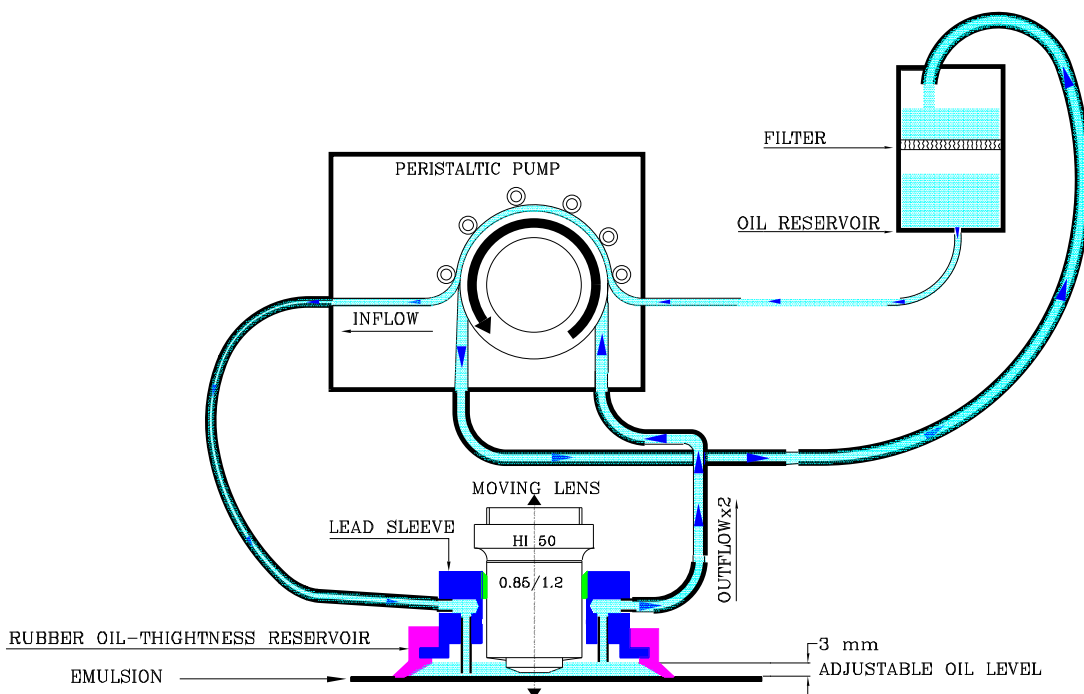 FILTER
PERISTALTIC PUMP
OIL RESERVOIR
INFLOW
MOVING LENS
LEAD SLEEVE
HI 50
OUTFLOWx2
0.85/1.2
RUBBER OIL-THIGHTNESS RESERVOIR
3 mm
EMULSION
ADJUSTABLE OIL LEVEL